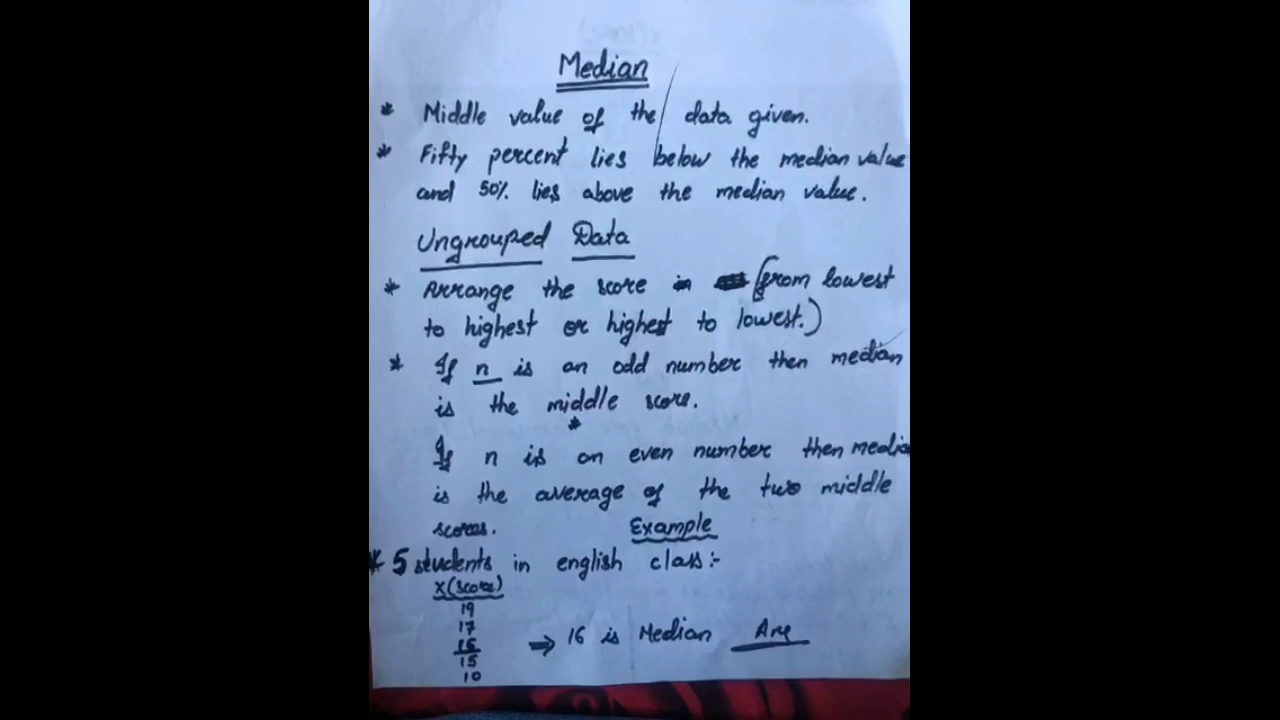 Median
* Middle value of the data given.
* Fifty percent lies below the median value
and 50% lies above the median value.
Ungrouped Data
* Arrange the score in (from lowest
to highest or highest to lowest.)
* If n is an odd number then median
is the middle score.
*
If n is an even number then media
is the average of the two middle
scores.
Example
* 5 students in english class:-
X(score)
19
17
16
15
10
⇒ 16 is Median Ans